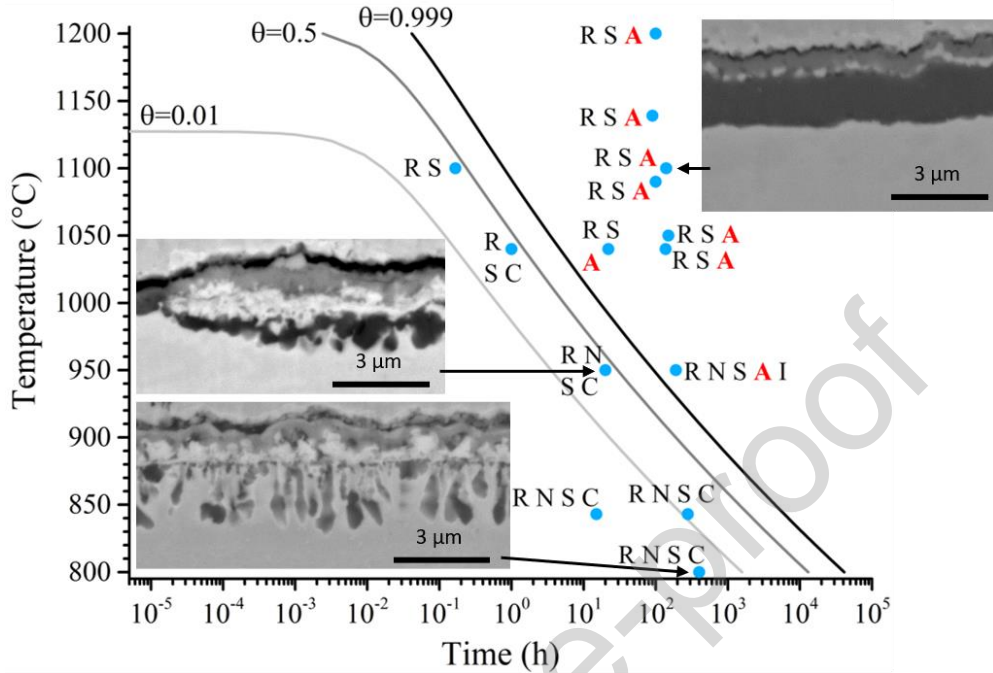 θ=0.999
1200
θ=0.5
R S A
1150
θ=0.01
R S A
3 μm
R S A
1100
R S
R S A
1050
R
S C
R S
A
R S A
R S A
1000
3 μm
950
R N
S C
R N S A I
900
850
R N S C
R N S C
3 μm
R N S C
800
Temperature (°C)
10-5
10-4
10-3
10-2
10-1
100
101
102
103
104
105
Time (h)
e-proof